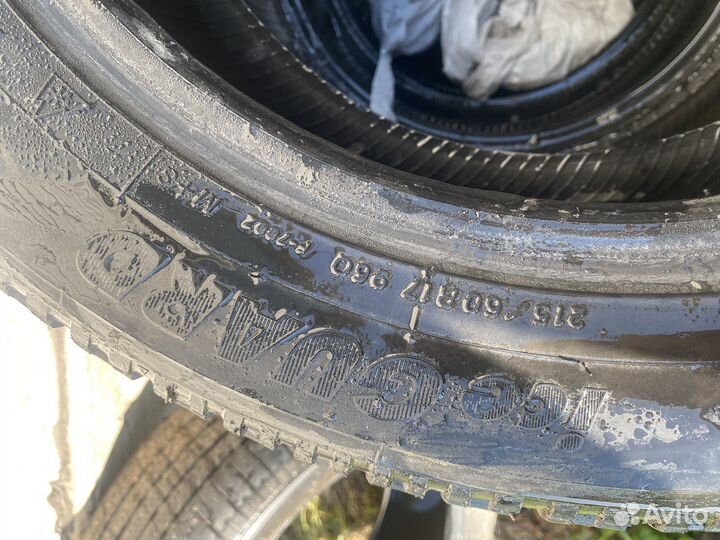 215/60R17 96Q
M+S
iceGUARD
Avito